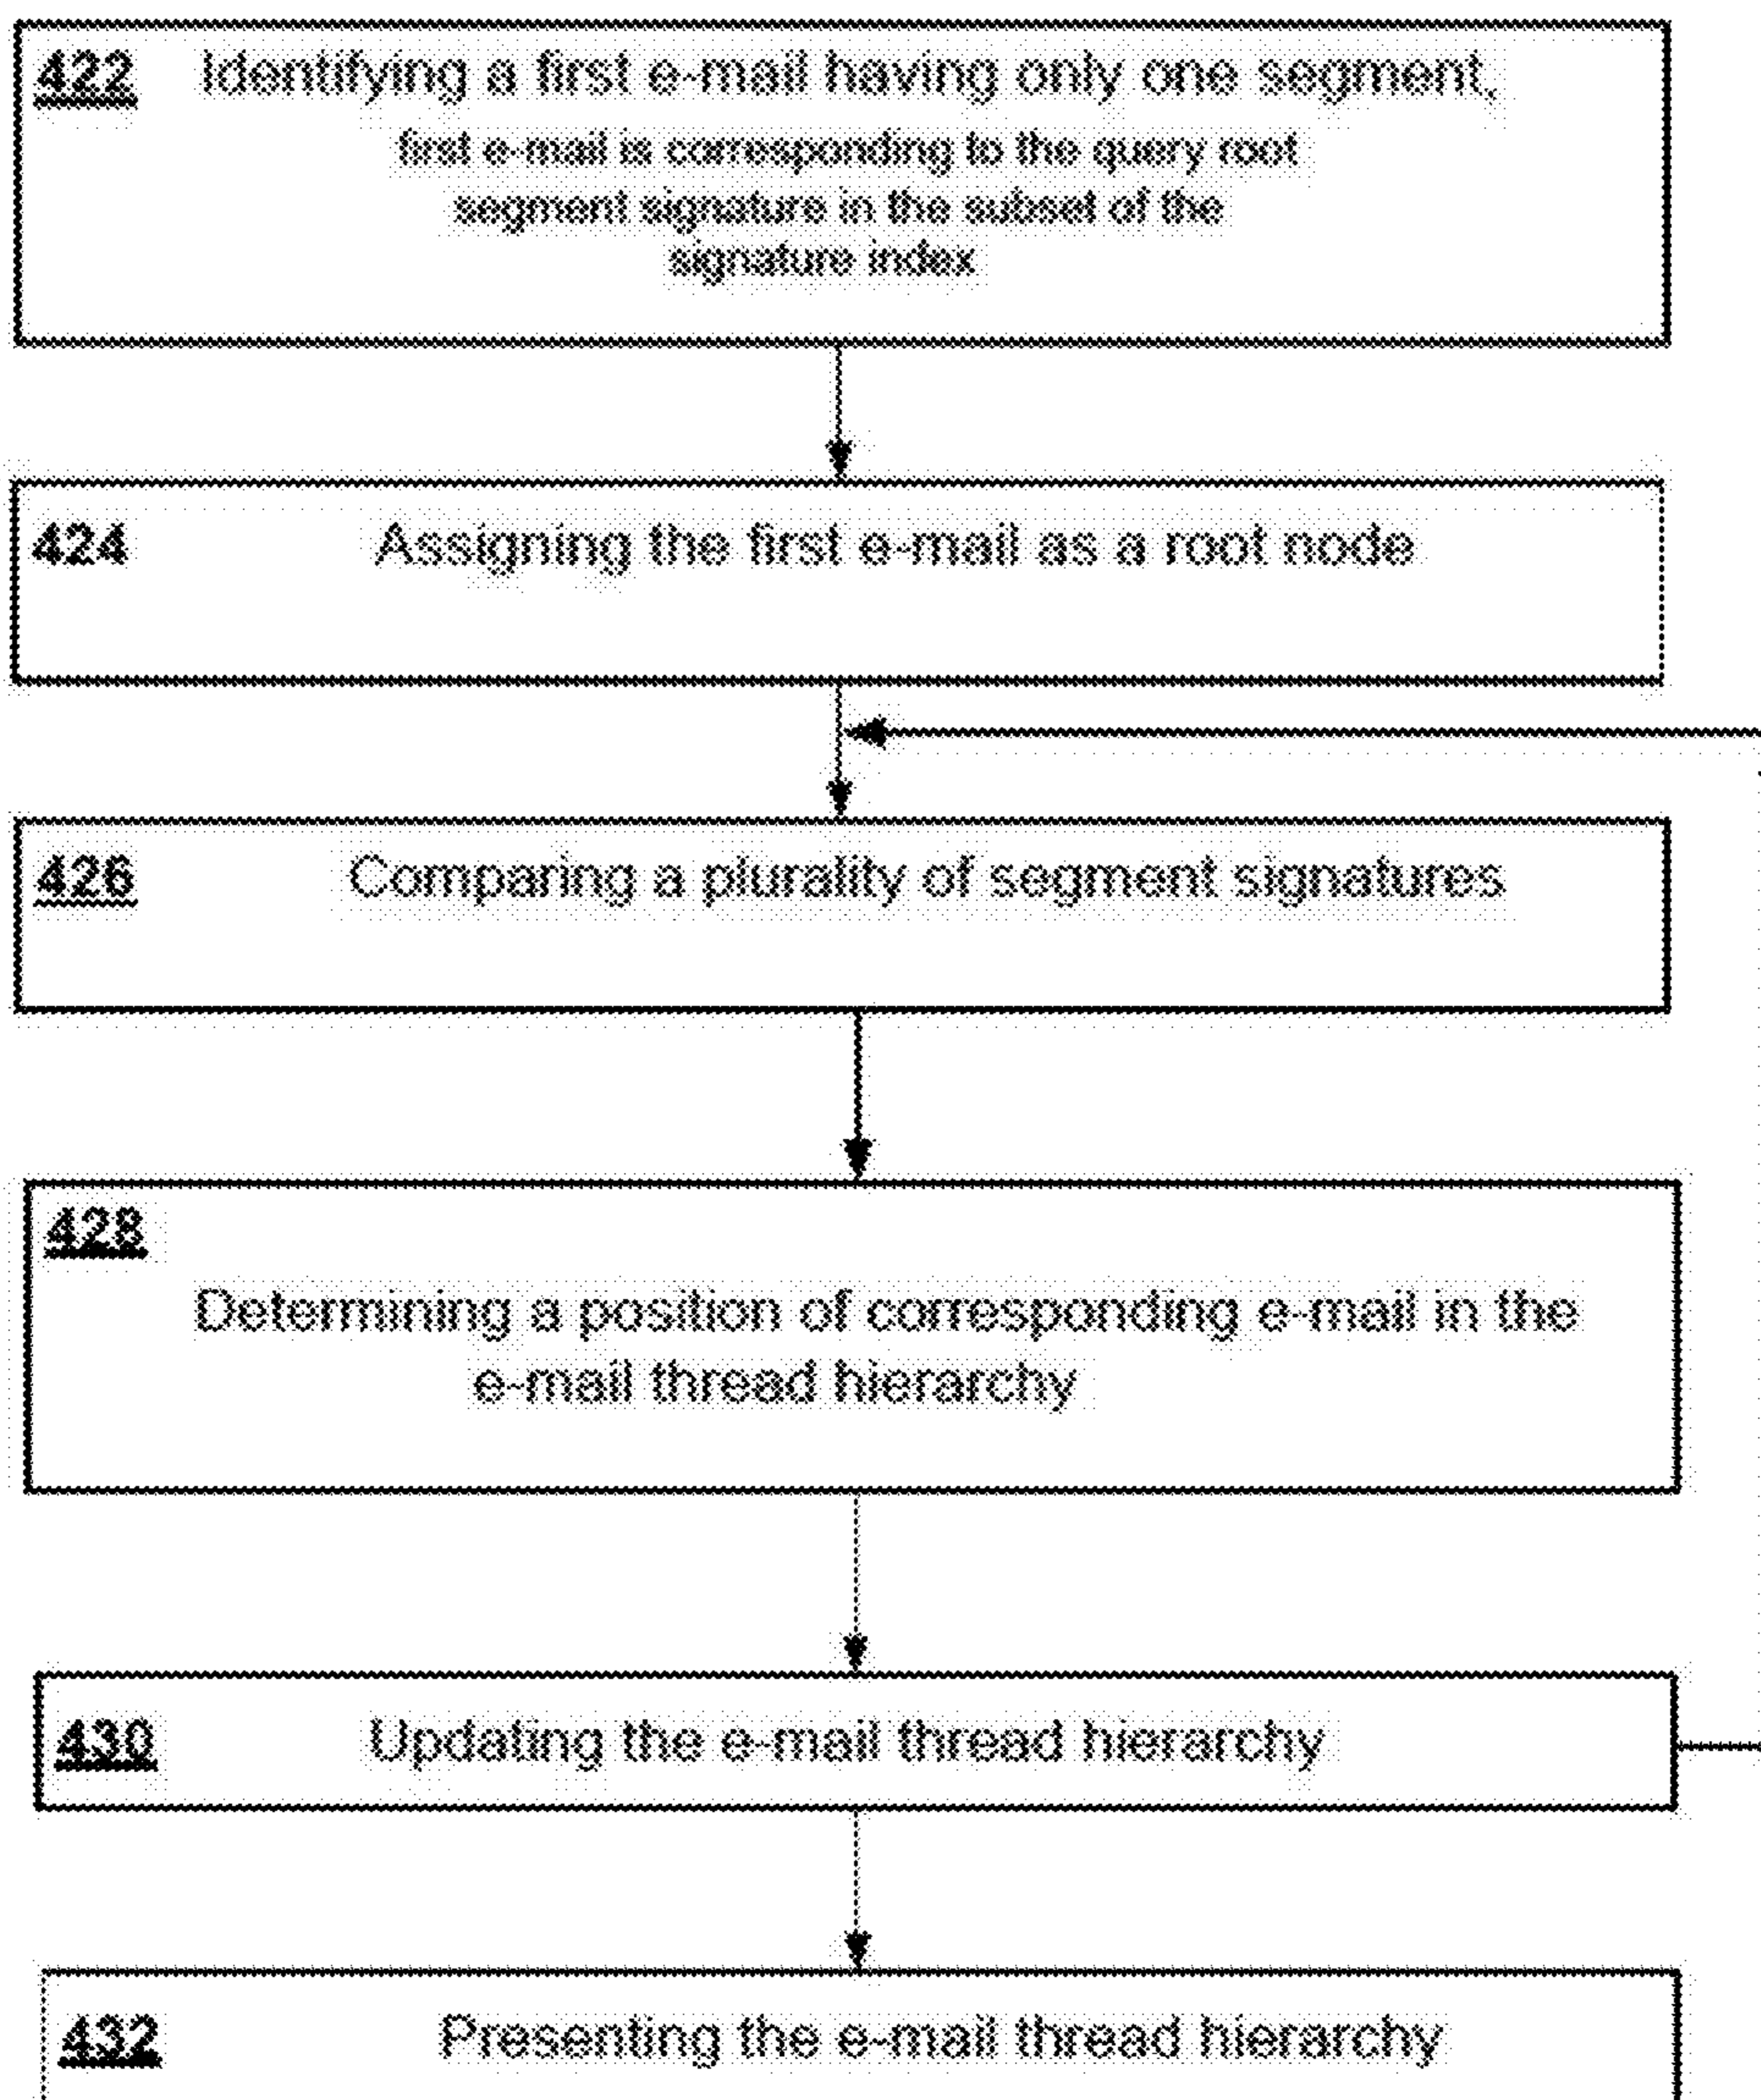 422 Identifying a first e-mail having only one segment,
first e-mail is corresponding to the query root
segment signature in the subset of the
signature index
424 Assigning the first e-mail as a root node
426 Comparing a plurality of segment signatures
428
Determining a position of corresponding e-mail in the
e-mail thread hierarchy
430 Updating the e-mail thread hierarchy
432 Presenting the e-mail thread hierarchy